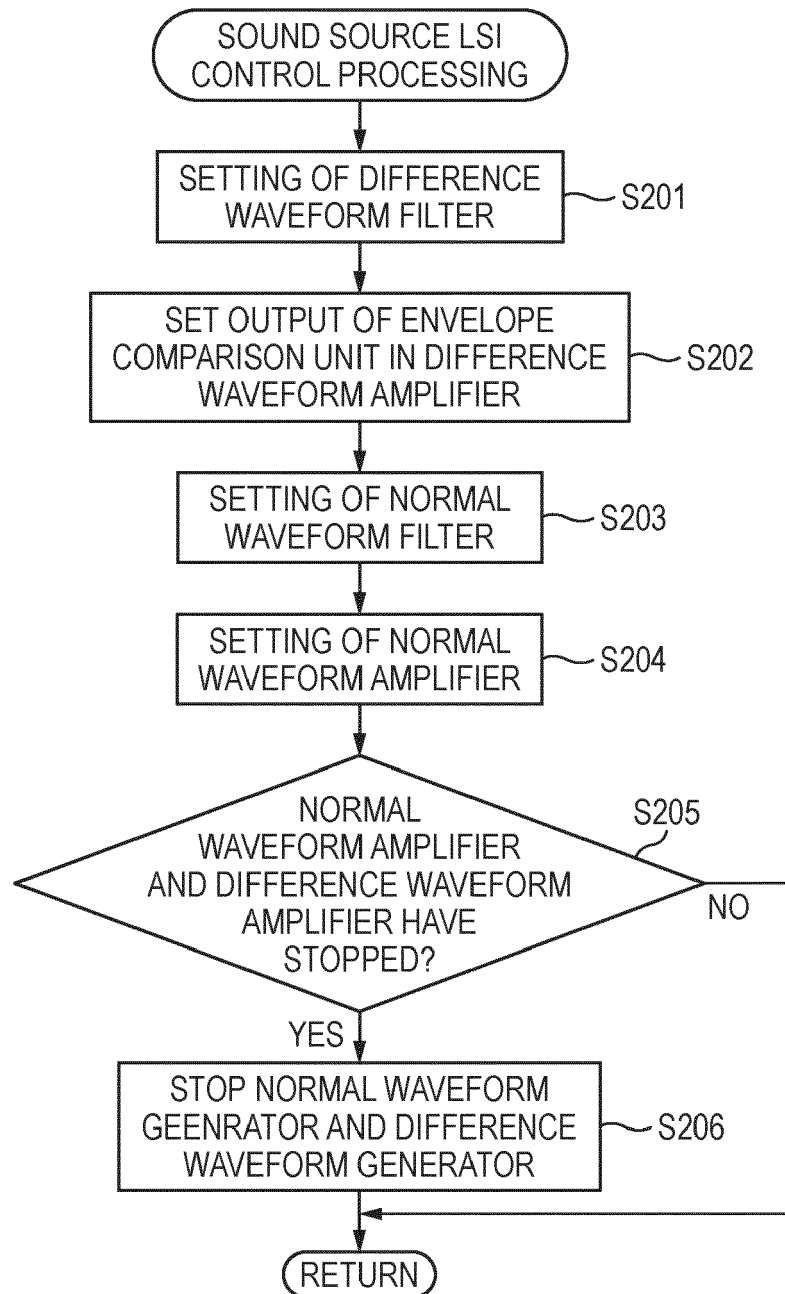 SOUND SOURCE LSI
CONTROL PROCESSING
SETTING OF DIFFERENCE
WAVEFORM FILTER
S201
SET OUTPUT OF ENVELOPE
COMPARISON UNIT IN DIFFERENCE
WAVEFORM AMPLIFIER
S202
SETTING OF NORMAL
WAVEFORM FILTER
S203
SETTING OF NORMAL
WAVEFORM AMPLIFIER
S204
NORMAL
WAVEFORM AMPLIFIER
AND DIFFERENCE WAVEFORM
AMPLIFIER HAVE
STOPPED?
S205
NO
YES
STOP NORMAL WAVEFORM
GEENRATOR AND DIFFERENCE
WAVEFORM GENERATOR
S206
RETURN